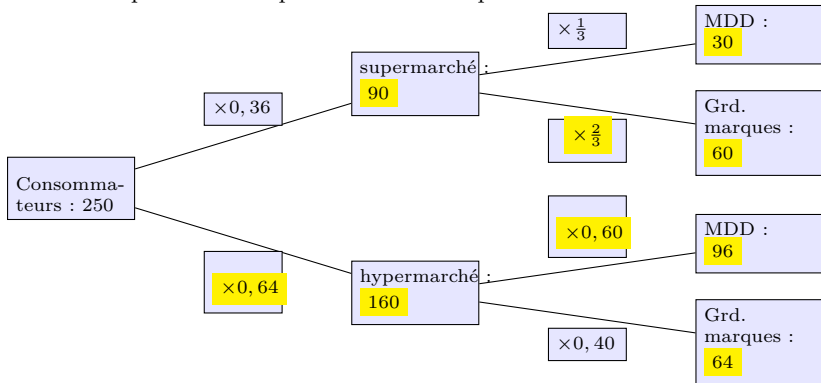 ×1/3
MDD :
30
supermarché :
90
×0, 36
Grd.
marques :
60
×2/3
Consomma-
teurs : 250
×0, 60
MDD :
96
×0, 64
hypermarché :
160
×0, 40
Grd.
marques :
64